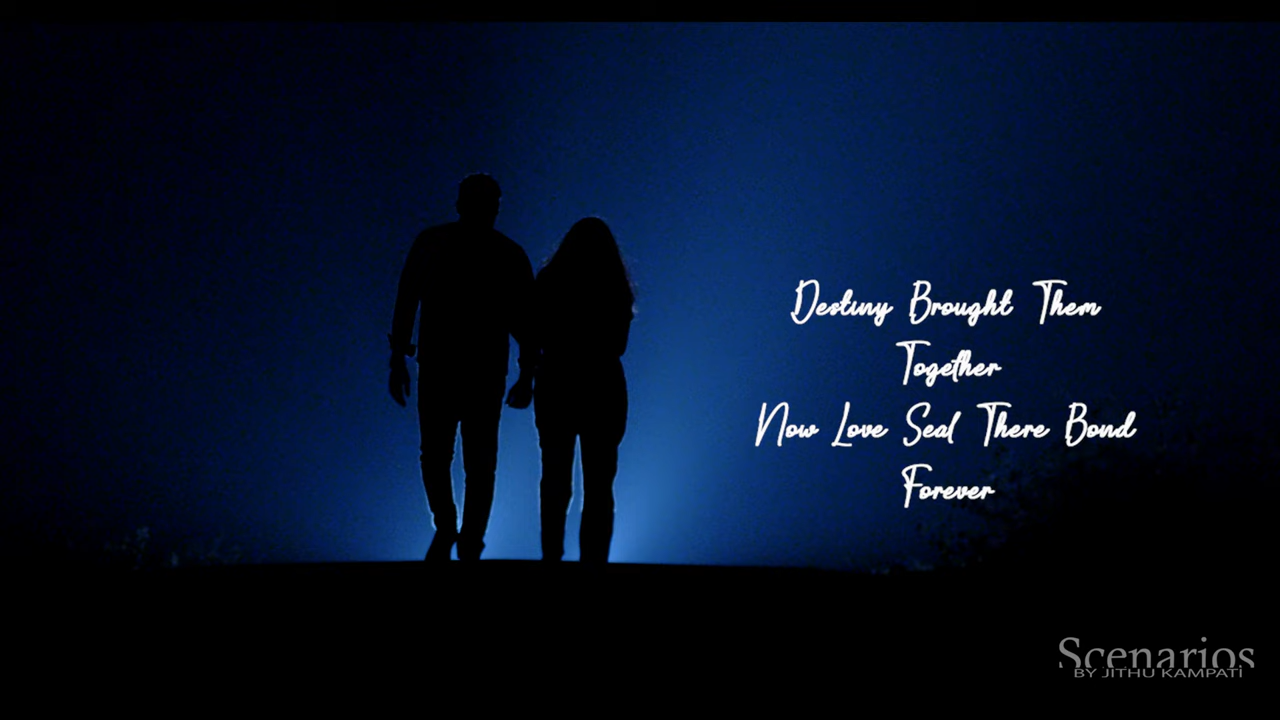 Destiny Brought Them
Together
Now Love Seal There Bond
Forever
Scenarios
BY JITHU KAMPATI